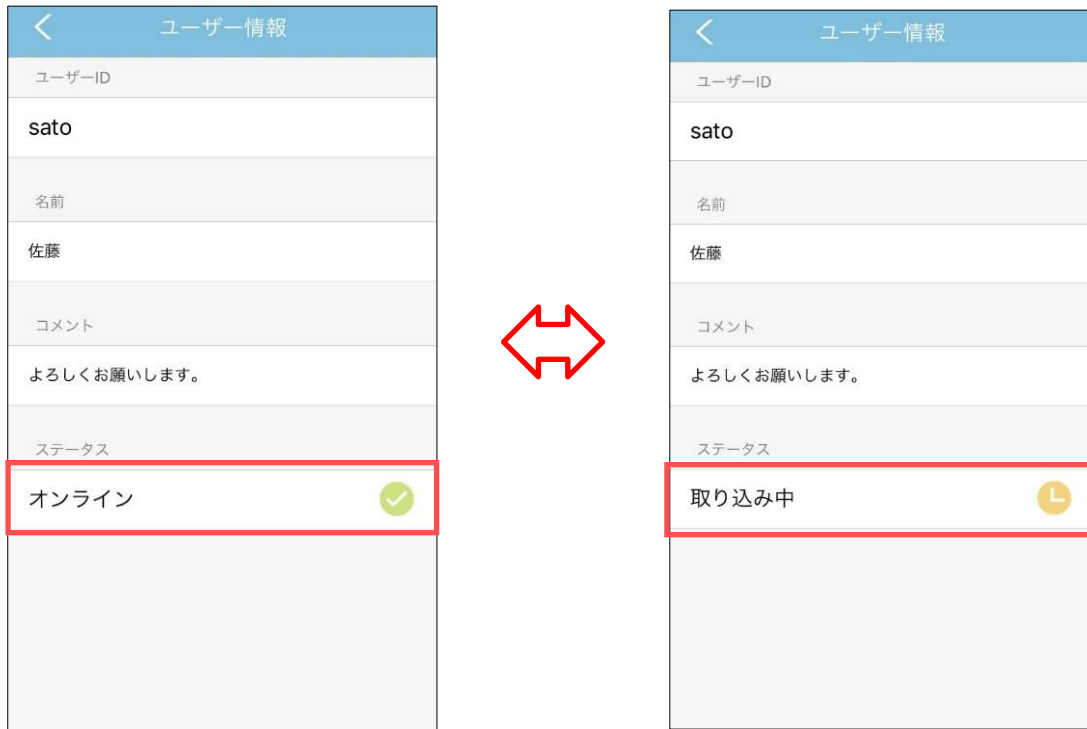 ユーザー情報
ユーザーID
sato
名前
佐藤
コメント
よろしくお願いします。
ステータス
オンライン
ユーザー情報
ユーザーID
sato
名前
佐藤
コメント
よろしくお願いします。
ステータス
取り込み中